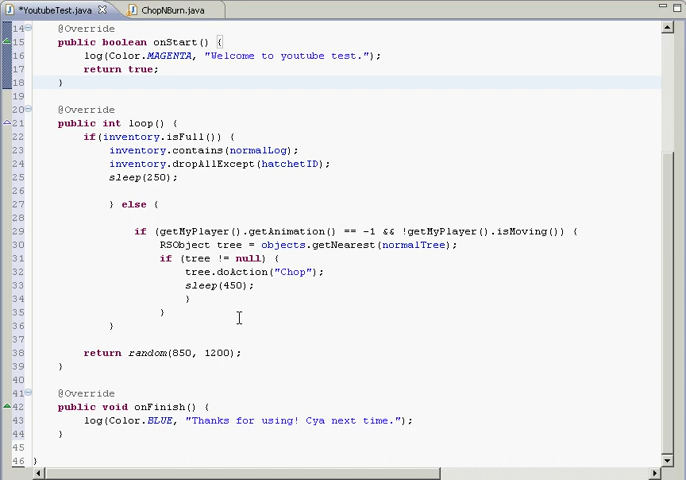 *YoutubeTest.java ChopNBurn.java
14 @Override
15 public boolean onStart() {
16 log(Color.MAGENTA, "Welcome to youtube test.");
17 return true;
18 }
19
20 @Override
21 public int loop() {
22 if(inventory.isFull()) {
23 inventory.contains(normalLog);
24 inventory.dropAllExcept(hatchetID);
25 sleep(250);
26
27 } else {
28
29 if (getMyPlayer().getAnimation() == -1 && !getMyPlayer().isMoving()) {
30 RSObject tree = objects.getNearest(normalTree);
31 if (tree != null) {
32 tree.doAction("Chop");
33 sleep(450);
34 }
35 }
36 }
37
38 return random(850, 1200);
39 }
40
41 @Override
42 public void onFinish() {
43 log(Color.BLUE, "Thanks for using! Cya next time.");
44 }
45
46 }